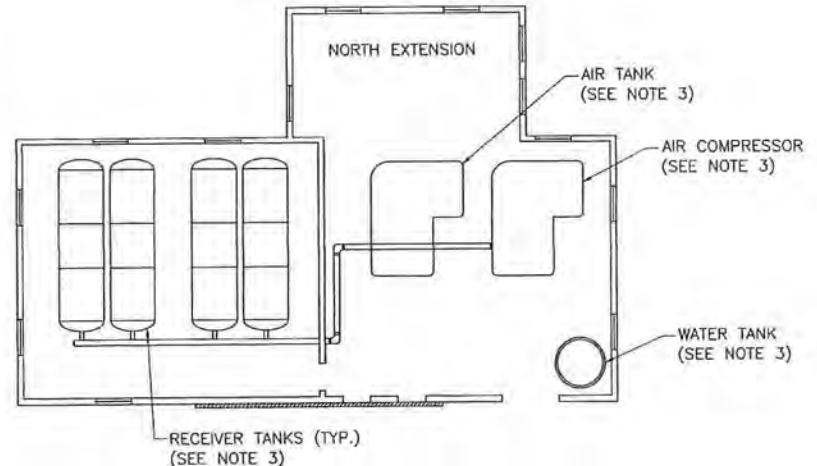 NORTH EXTENSION
AIR TANK
(SEE NOTE 3)
AIR COMPRESSOR
(SEE NOTE 3)
WATER TANK
(SEE NOTE 3)
RECEIVER TANKS (TYP.)
(SEE NOTE 3)